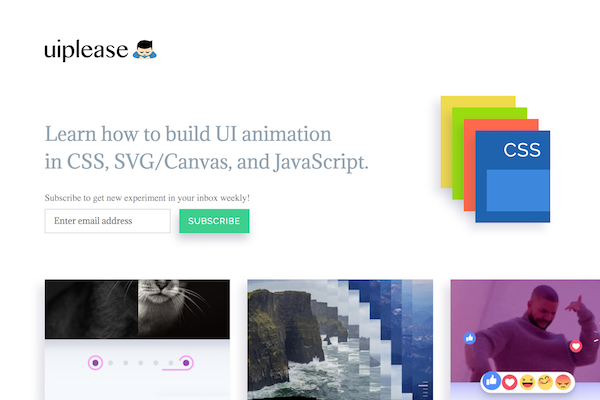 uiplease
Learn how to build UI animation
in CSS, SVG/Canvas, and JavaScript.
Subscribe to get new experiment in your inbox weekly!
Enter email address
SUBSCRIBE
CSS